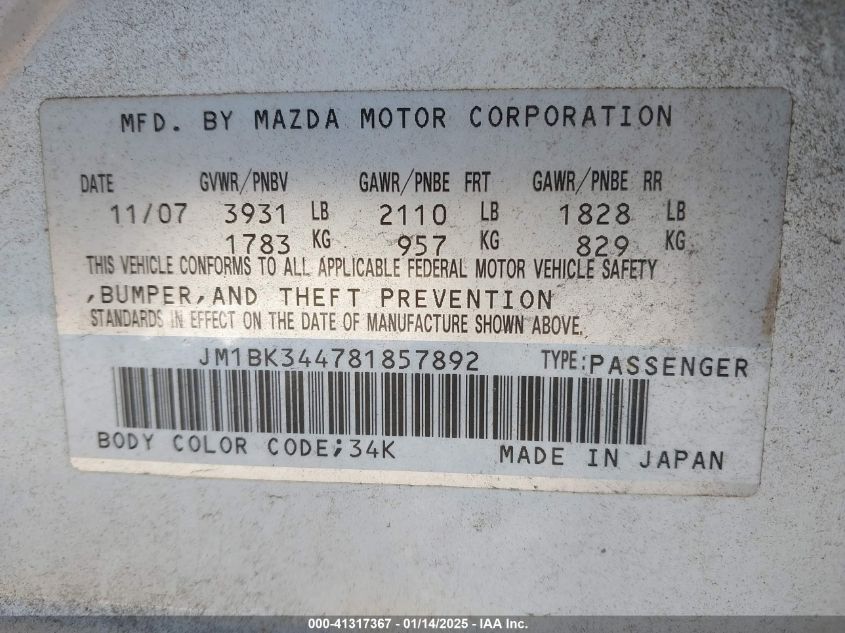 MFD. BY MAZDA MOTOR CORPORATION
DATE GVWR/PNBV GAWR/PNBE FRT GAWR/PNBE RR
11/07 3931 LB 2110 LB 1828 LB
1783 KG 957 KG 829 KG
THIS VEHICLE CONFORMS TO ALL APPLICABLE FEDERAL MOTOR VEHICLE SAFETY
,BUMPER,AND THEFT PREVENTION
STANDARDS IN EFFECT ON THE DATE OF MANUFACTURE SHOWN ABOVE.
JM1BK344781857892 TYPE:PASSENGER
BODY COLOR CODE;34K MADE IN JAPAN
000-41317367 - 01/14/2025 - IAA Inc.